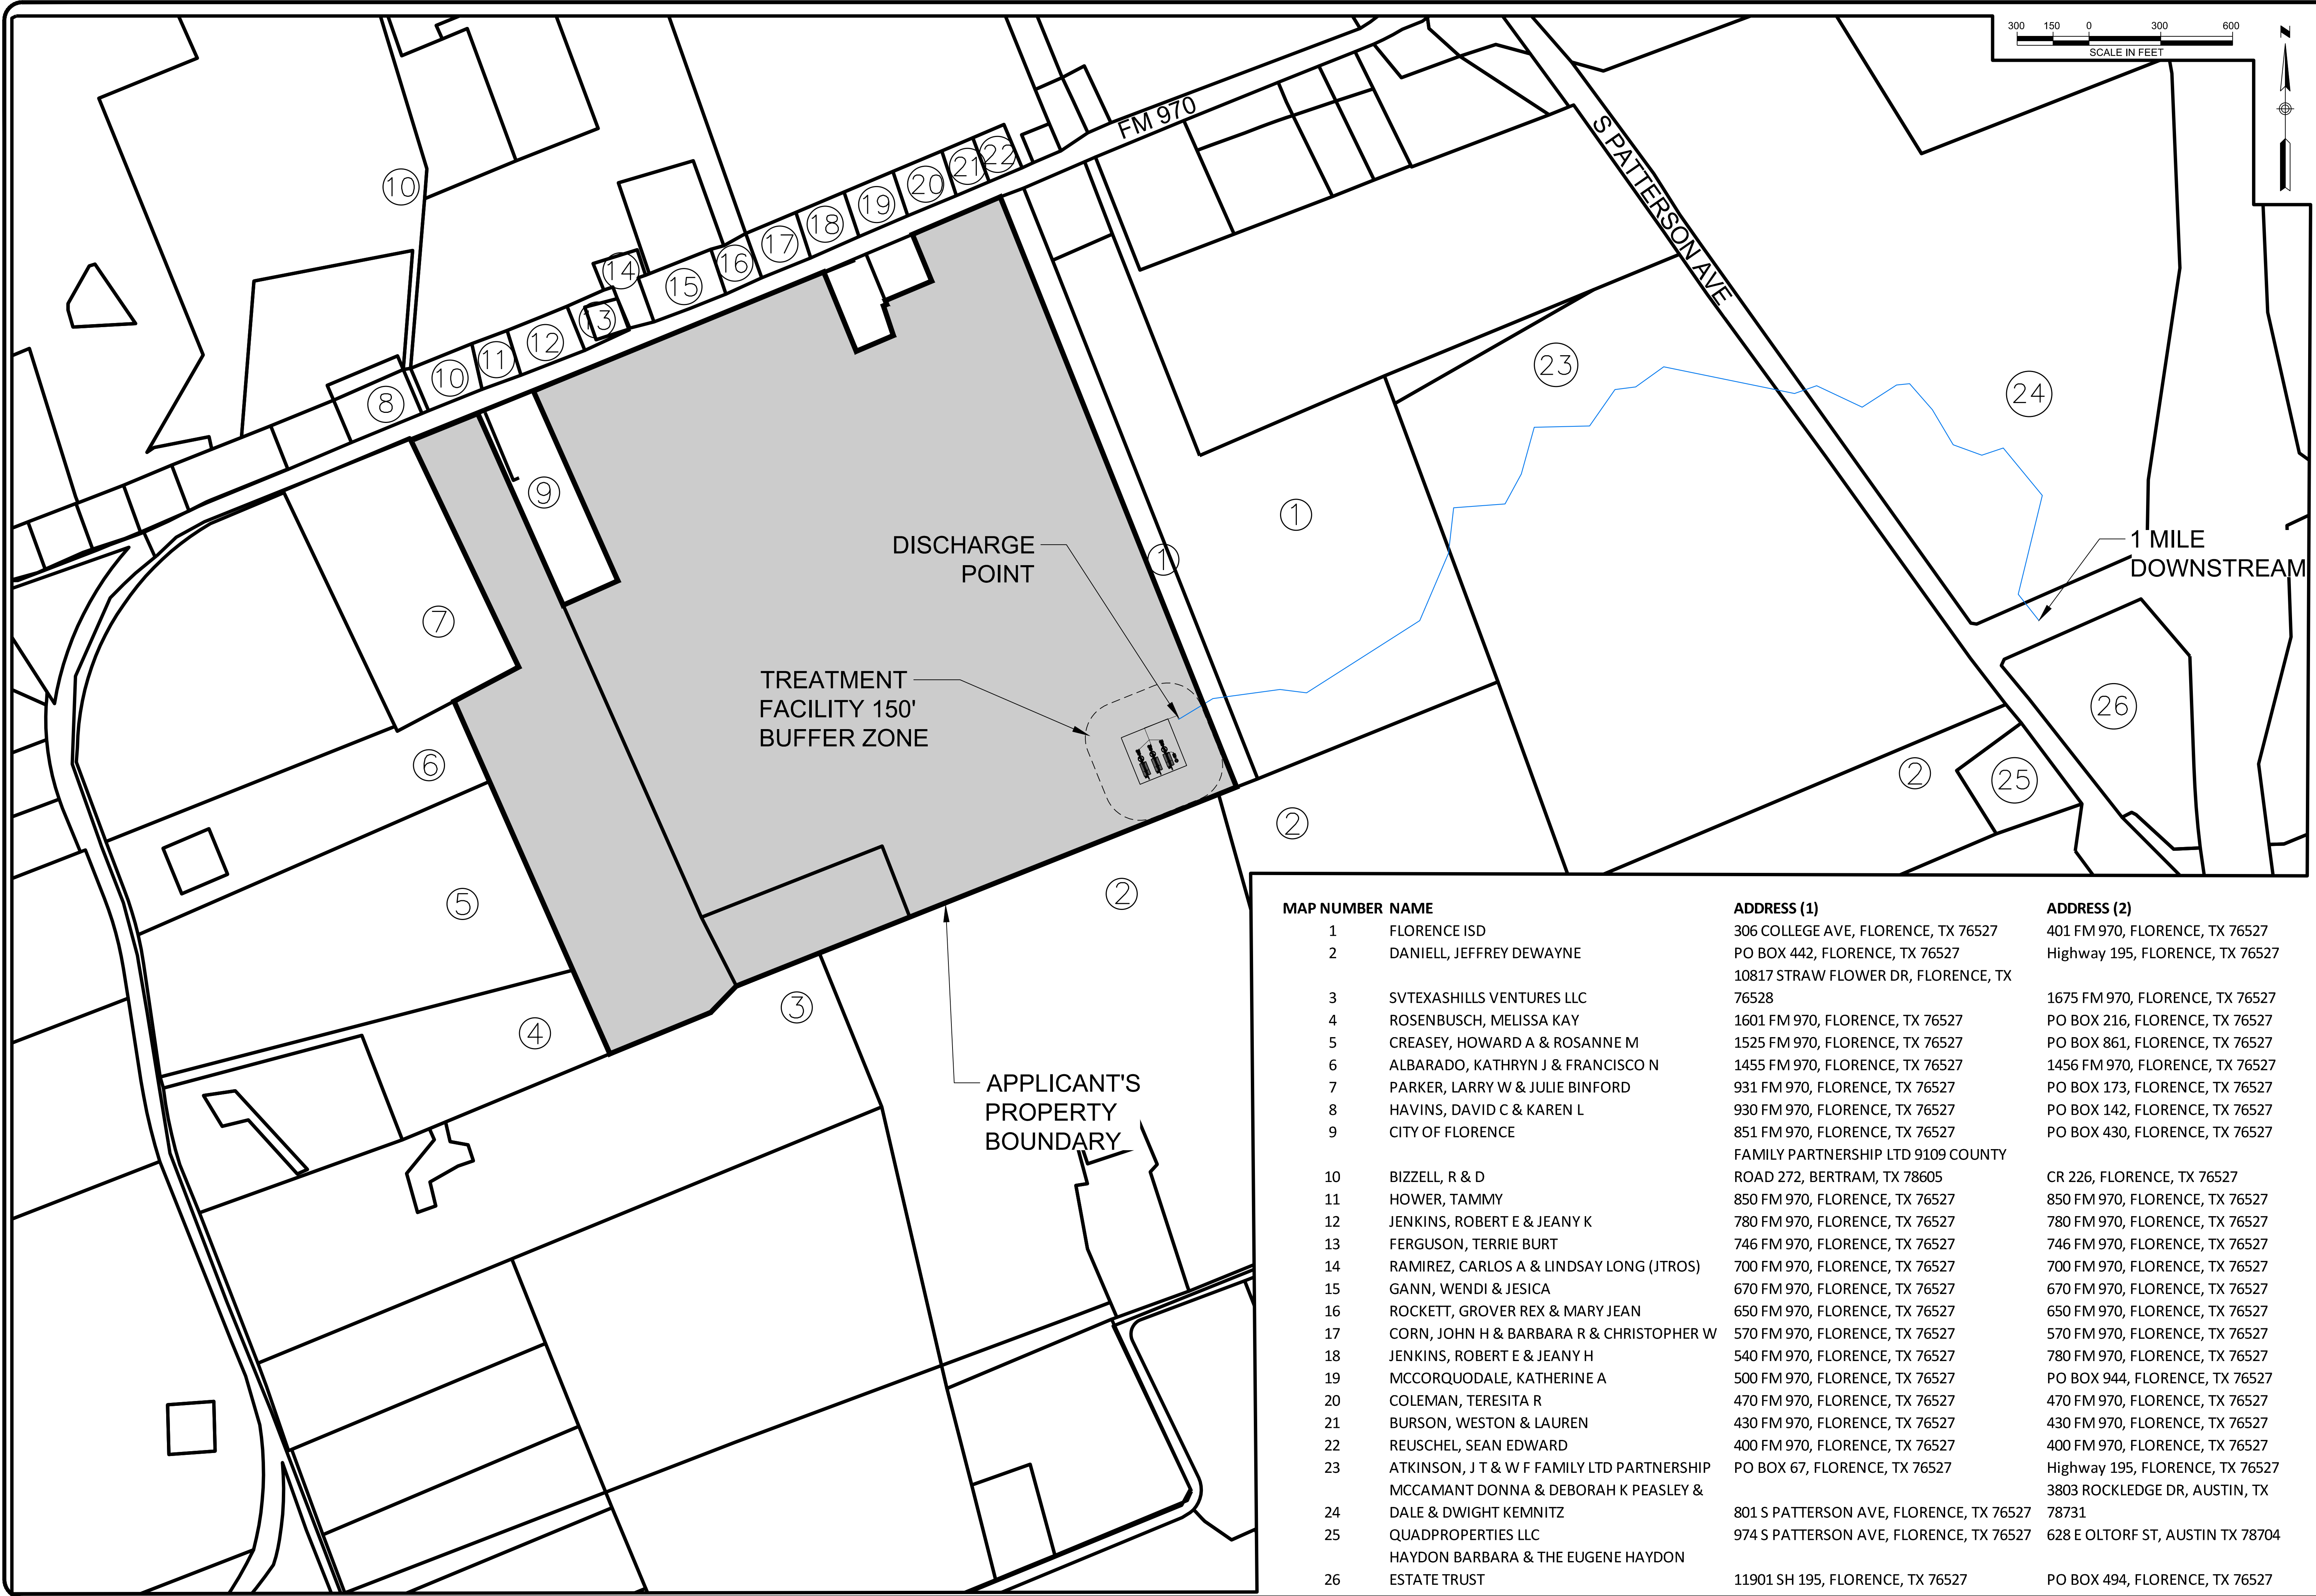 300 150 0 300 600
SCALE IN FEET
N
FM 970
S PATTERSON AVE
10
22
21
20
19
18
17
16
15
14
13
12
11
10
8
9
7
6
5
4
3
2
2
2
1
1
23
24
25
26
DISCHARGE
POINT
TREATMENT
FACILITY 150'
BUFFER ZONE
1 MILE
DOWNSTREAM
APPLICANT'S
PROPERTY
BOUNDARY
MAP NUMBER NAME ADDRESS (1) ADDRESS (2)
1 FLORENCE ISD 306 COLLEGE AVE, FLORENCE, TX 76527 401 FM 970, FLORENCE, TX 76527
2 DANIELL, JEFFREY DEWAYNE PO BOX 442, FLORENCE, TX 76527 Highway 195, FLORENCE, TX 76527
10817 STRAW FLOWER DR, FLORENCE, TX
3 SVTEXASHILLS VENTURES LLC 76528 1675 FM 970, FLORENCE, TX 76527
4 ROSENBUSCH, MELISSA KAY 1601 FM 970, FLORENCE, TX 76527 PO BOX 216, FLORENCE, TX 76527
5 CREASEY, HOWARD A & ROSANNE M 1525 FM 970, FLORENCE, TX 76527 PO BOX 861, FLORENCE, TX 76527
6 ALBARADO, KATHRYN J & FRANCISCO N 1455 FM 970, FLORENCE, TX 76527 1456 FM 970, FLORENCE, TX 76527
7 PARKER, LARRY W & JULIE BINFORD 931 FM 970, FLORENCE, TX 76527 PO BOX 173, FLORENCE, TX 76527
8 HAVINS, DAVID C & KAREN L 930 FM 970, FLORENCE, TX 76527 PO BOX 142, FLORENCE, TX 76527
9 CITY OF FLORENCE 851 FM 970, FLORENCE, TX 76527 PO BOX 430, FLORENCE, TX 76527
FAMILY PARTNERSHIP LTD 9109 COUNTY
10 BIZZELL, R & D ROAD 272, BERTRAM, TX 78605 CR 226, FLORENCE, TX 76527
11 HOWER, TAMMY 850 FM 970, FLORENCE, TX 76527 850 FM 970, FLORENCE, TX 76527
12 JENKINS, ROBERT E & JEANY K 780 FM 970, FLORENCE, TX 76527 780 FM 970, FLORENCE, TX 76527
13 FERGUSON, TERRIE BURT 746 FM 970, FLORENCE, TX 76527 746 FM 970, FLORENCE, TX 76527
14 RAMIREZ, CARLOS A & LINDSAY LONG (JTROS) 700 FM 970, FLORENCE, TX 76527 700 FM 970, FLORENCE, TX 76527
15 GANN, WENDI & JESICA 670 FM 970, FLORENCE, TX 76527 670 FM 970, FLORENCE, TX 76527
16 ROCKETT, GROVER REX & MARY JEAN 650 FM 970, FLORENCE, TX 76527 650 FM 970, FLORENCE, TX 76527
17 CORN, JOHN H & BARBARA R & CHRISTOPHER W 570 FM 970, FLORENCE, TX 76527 570 FM 970, FLORENCE, TX 76527
18 JENKINS, ROBERT E & JEANY H 540 FM 970, FLORENCE, TX 76527 780 FM 970, FLORENCE, TX 76527
19 MCCORQUODALE, KATHERINE A 500 FM 970, FLORENCE, TX 76527 PO BOX 944, FLORENCE, TX 76527
20 COLEMAN, TERESITA R 470 FM 970, FLORENCE, TX 76527 470 FM 970, FLORENCE, TX 76527
21 BURSON, WESTON & LAUREN 430 FM 970, FLORENCE, TX 76527 430 FM 970, FLORENCE, TX 76527
22 REUSCHEL, SEAN EDWARD 400 FM 970, FLORENCE, TX 76527 400 FM 970, FLORENCE, TX 76527
23 ATKINSON, J T & W F FAMILY LTD PARTNERSHIP PO BOX 67, FLORENCE, TX 76527 Highway 195, FLORENCE, TX 76527
MCCAMANT DONNA & DEBORAH K PEASLEY & 3803 ROCKLEDGE DR, AUSTIN, TX
24 DALE & DWIGHT KEMNITZ 801 S PATTERSON AVE, FLORENCE, TX 76527 78731
25 QUADPROPERTIES LLC 974 S PATTERSON AVE, FLORENCE, TX 76527 628 E OLTORF ST, AUSTIN TX 78704
HAYDON BARBARA & THE EUGENE HAYDON
26 ESTATE TRUST 11901 SH 195, FLORENCE, TX 76527 PO BOX 494, FLORENCE, TX 76527